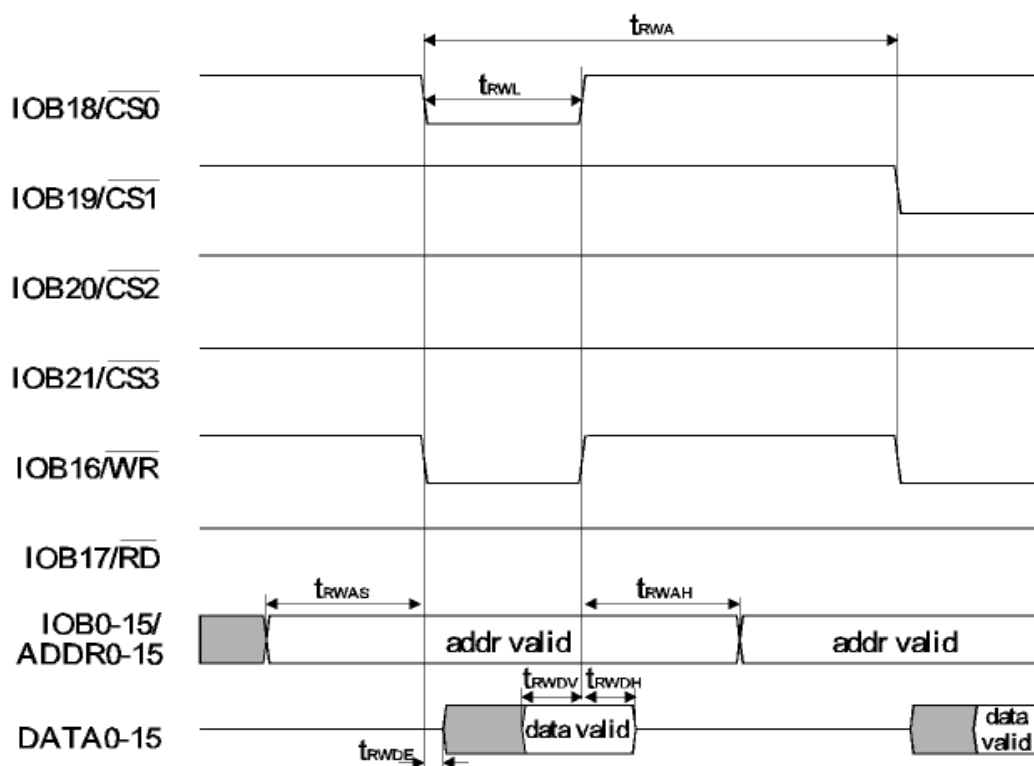 tRWA
IOB18/CS0
tRWL
IOB19/CS1
IOB20/CS2
IOB21/CS3
IOB16/WR
IOB17/RD
tRWAS
tRWAH
IOB0-15/
ADDR0-15
addr valid
addr valid
tRWDV
tRWDH
DATA0-15
data valid
data
valid
tRWDE